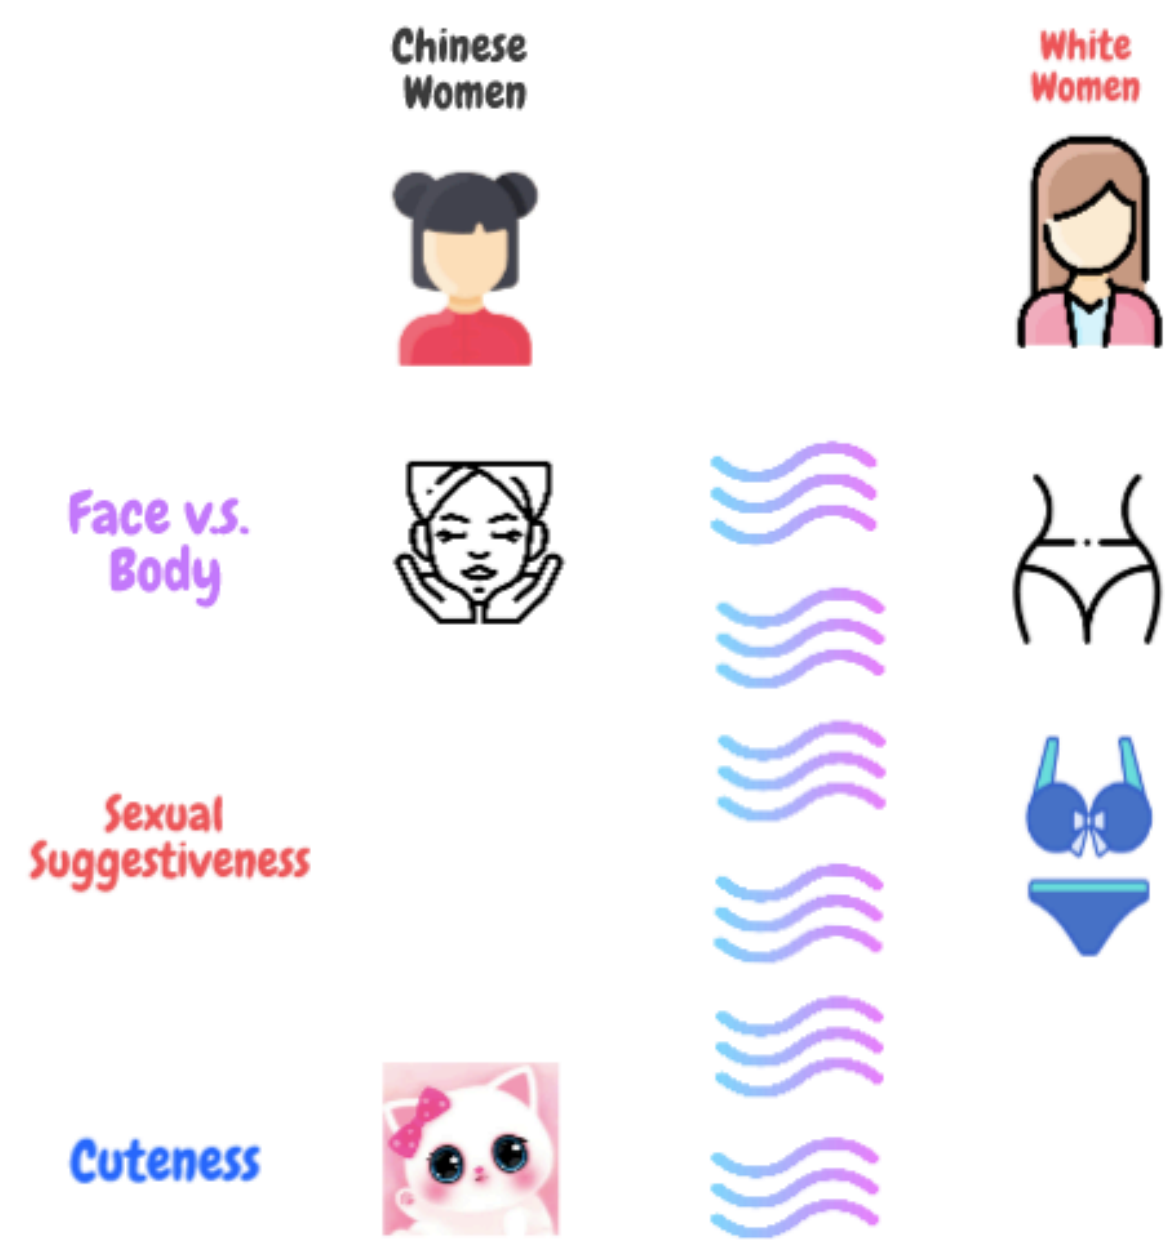 Chinese
Women
White
Women
Face v.s.
Body
Sexual
Suggestiveness
Cuteness